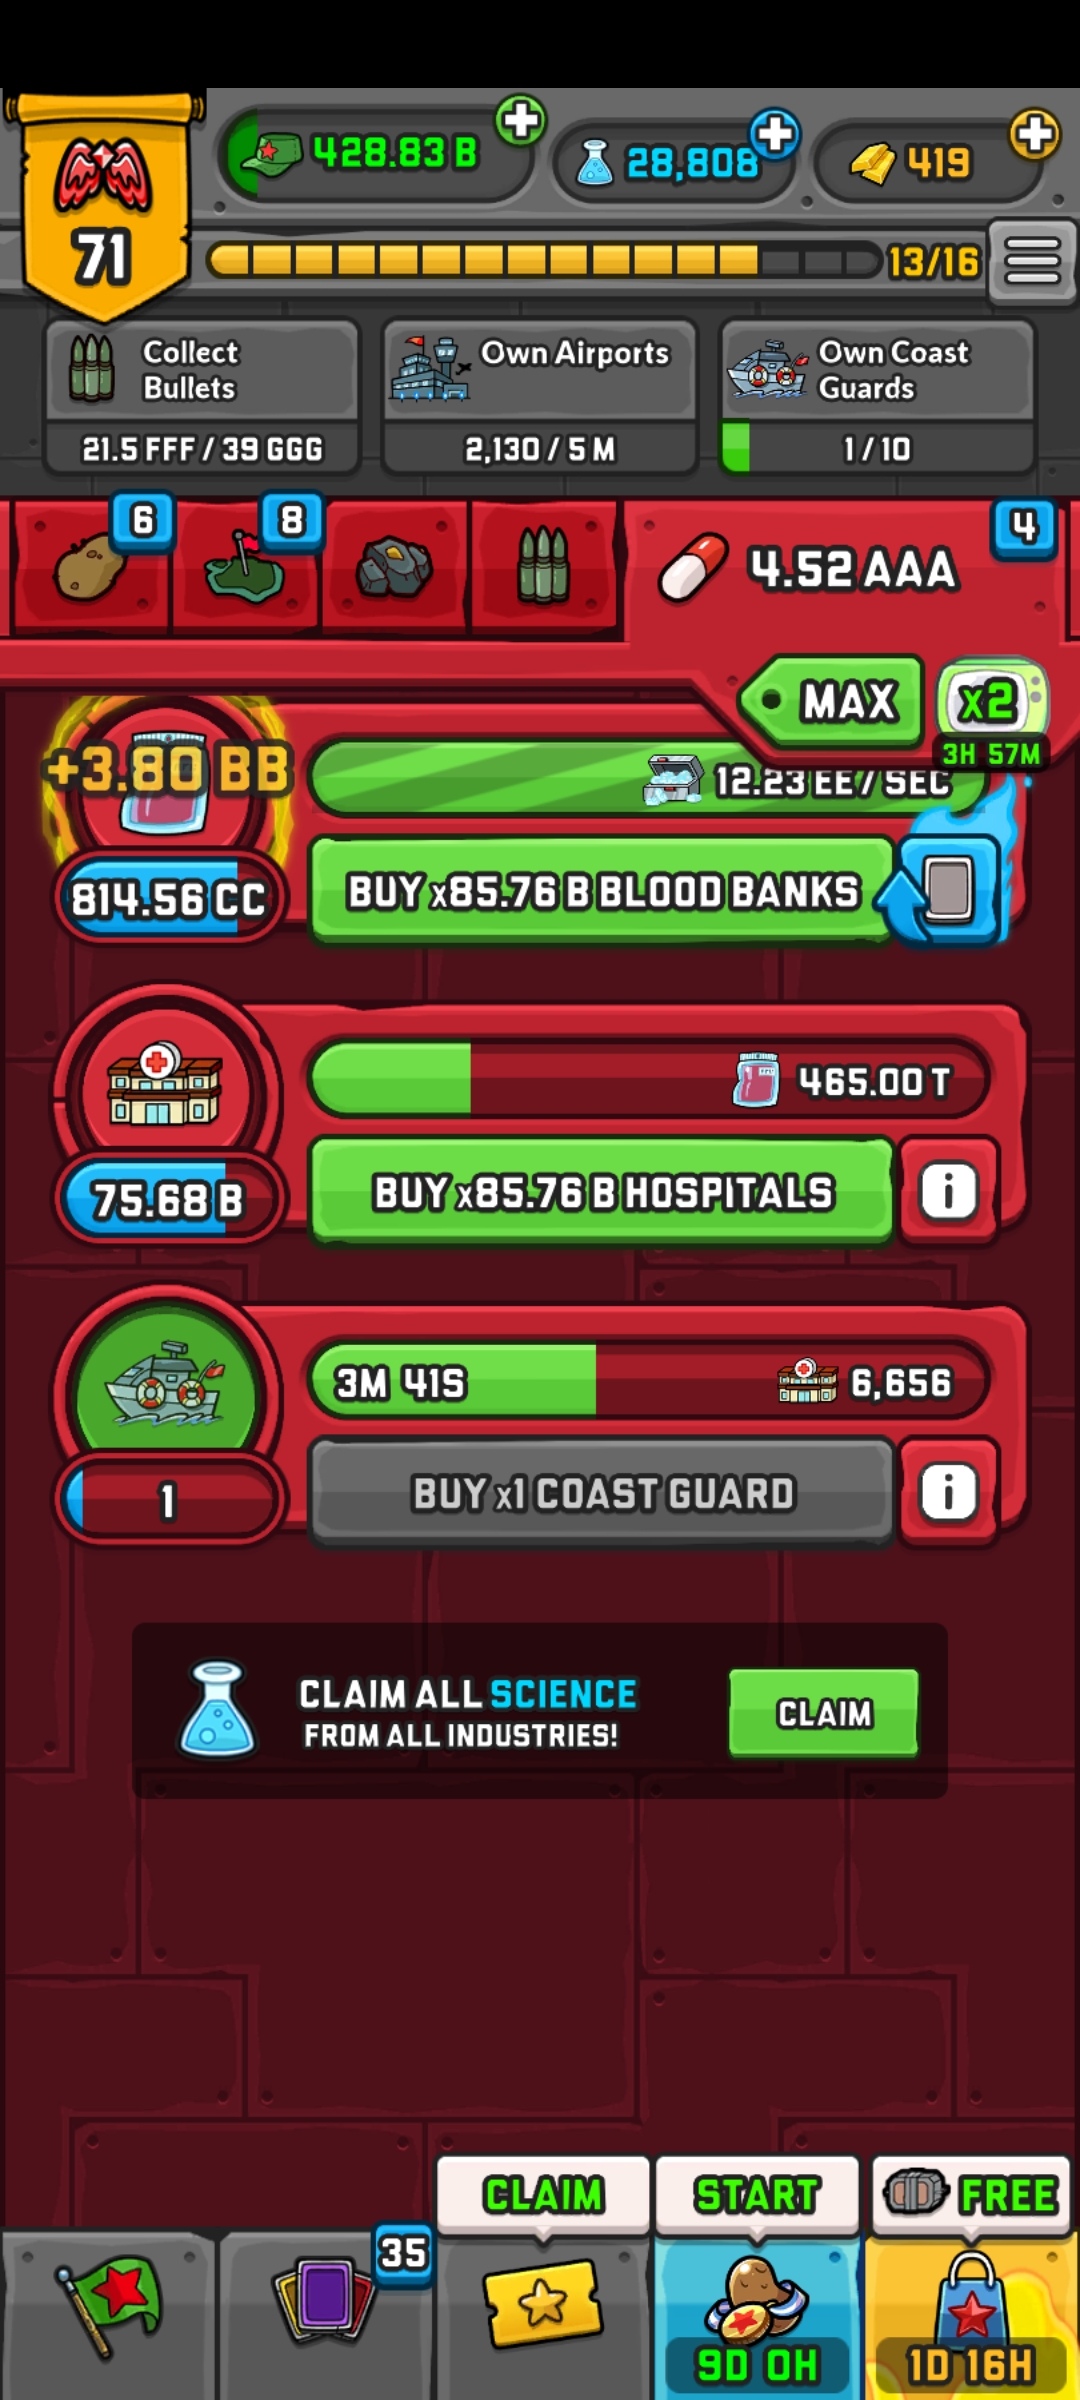 71
428.83 B
28,808
419
13/16
Collect
Bullets
21.5 FFF / 39 GGG
Own Airports
2,130 / 5 M
Own Coast
Guards
1 / 10
6
8
4.52 AAA
4
MAX
x2
3H 57M
+3.80 BB
12.23 EE / SEC
814.56 CC
BUY x85.76 B BLOOD BANKS
465.00 T
75.68 B
BUY x85.76 B HOSPITALS
i
3M 41S
6,656
1
BUY x1 COAST GUARD
i
CLAIM ALL SCIENCE
FROM ALL INDUSTRIES!
CLAIM
CLAIM
START
FREE
35
9D 0H
1D 16H